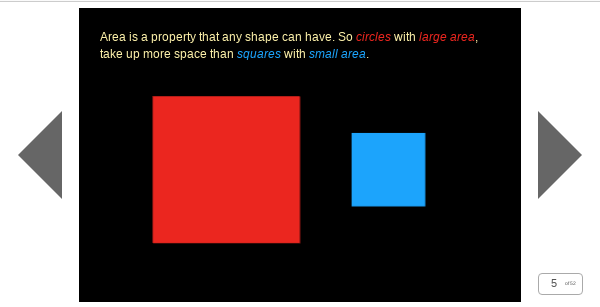 Area is a property that any shape can have. So circles with large area,
take up more space than squares with small area.
5 of 52